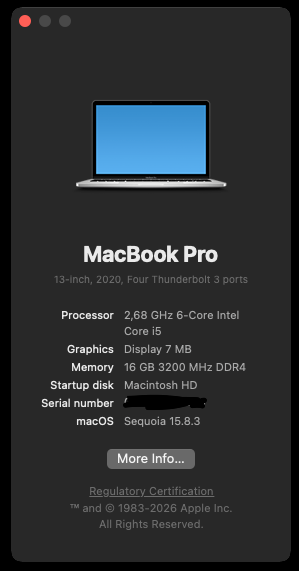 MacBook Pro
13-inch, 2020, Four Thunderbolt 3 ports
Processor 2,68 GHz 6-Core Intel
Core i5
Graphics Display 7 MB
Memory 16 GB 3200 MHz DDR4
Startup disk Macintosh HD
Serial number
macOS Sequoia 15.8.3
More Info...
Regulatory Certification
™ and © 1983-2026 Apple Inc.
All Rights Reserved.